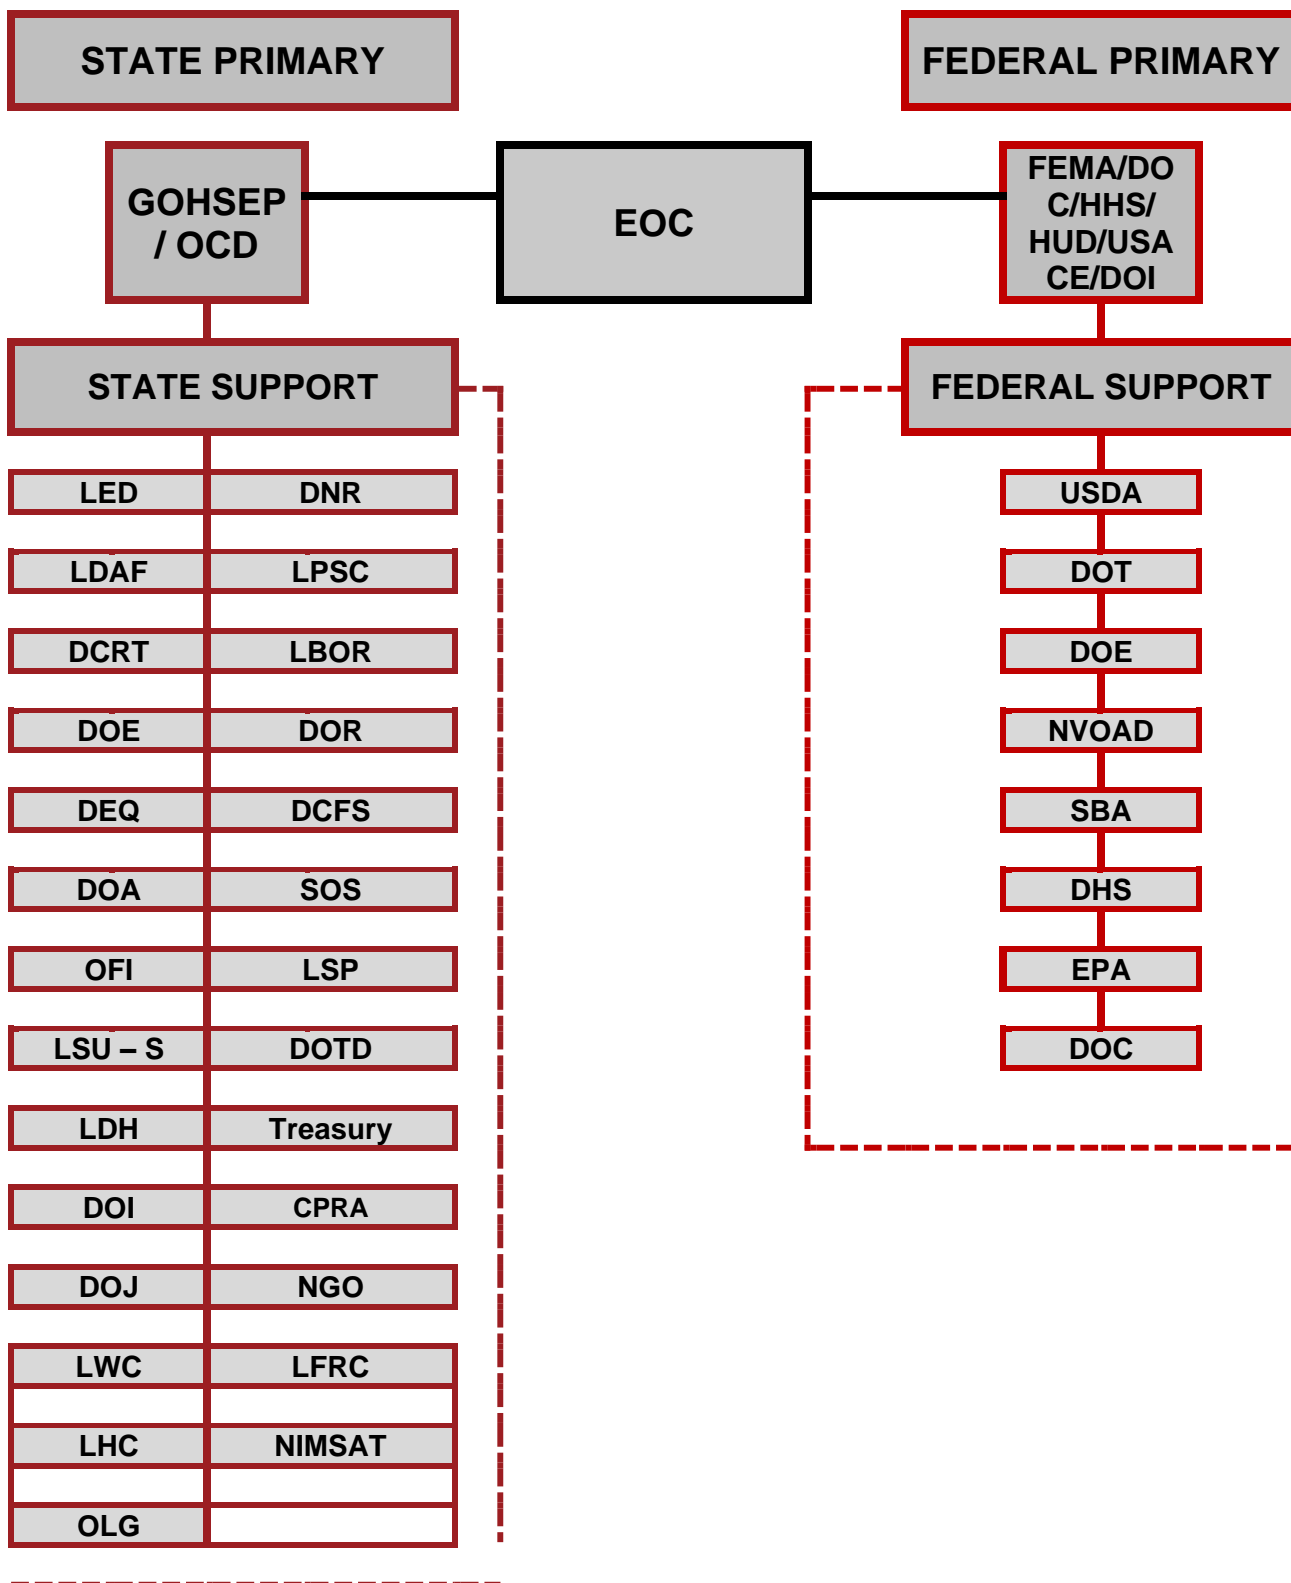 STATE PRIMARY
FEDERAL PRIMARY
GOHSEP
/ OCD
EOC
FEMA/DO
C/HHS/
HUD/USA
CE/DOI
STATE SUPPORT
FEDERAL SUPPORT
LED
DNR
USDA
LDAF
LPSC
DOT
DCRT
LBOR
DOE
DOE
DOR
NVOAD
DEQ
DCFS
SBA
DOA
SOS
DHS
OFI
LSP
EPA
LSU – S
DOTD
DOC
LDH
Treasury
DOI
CPRA
DOJ
NGO
LWC
LFRC
LHC
NIMSAT
OLG